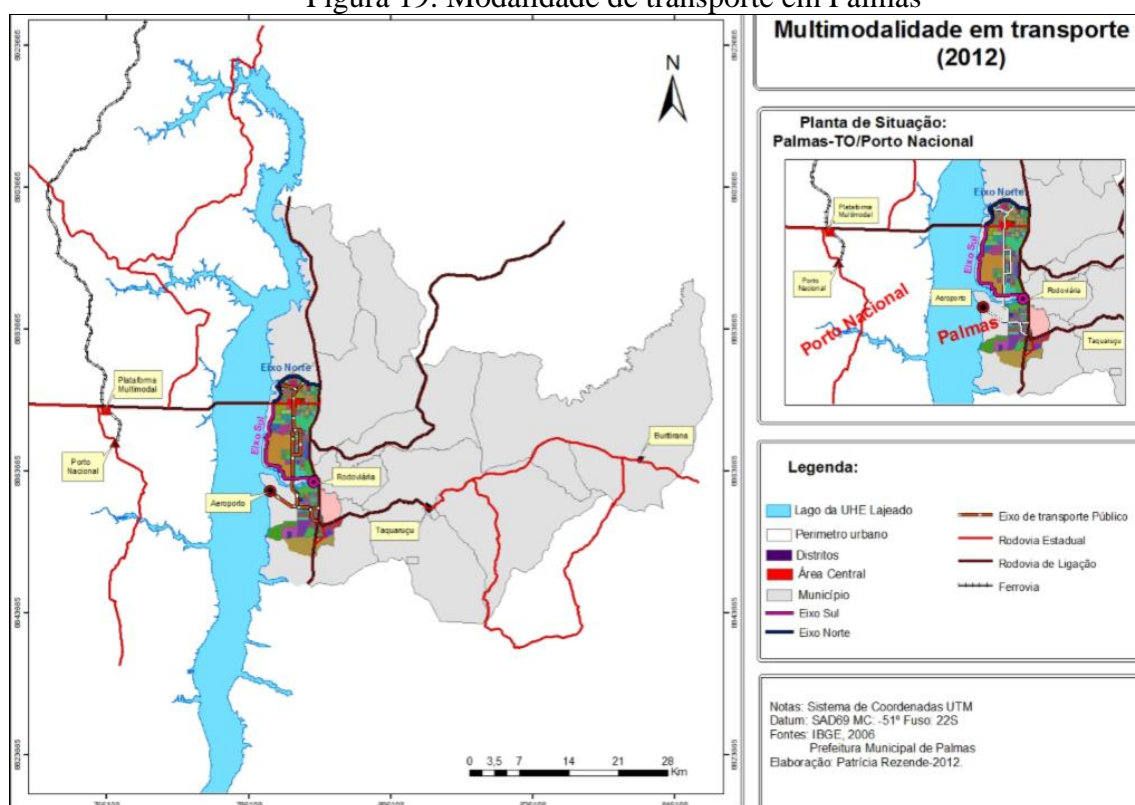 Figura 19: Modalidade de transporte em Palmas
Multimodalidade em transporte
(2012)
N
Plataforma
Multimodal
Porto
Nacional
Eixo Norte
Eixo Sul
Aeroporto
Rodoviária
Taquaruçu
Buritirana
0 3,5 7 14 21 28
Km
Planta de Situação:
Palmas-TO/Porto Nacional
Eixo Norte
Plataforma
Multimodal
Eixo Sul
Porto
Nacional
Aeroporto
Rodoviária
Porto Nacional
Palmas
Taquaruçu
Legenda:
Lago da UHE Lajeado
Perimetro urbano
Distritos
Área Central
Município
Eixo Sul
Eixo Norte
Eixo de transporte Público
Rodovia Estadual
Rodovia de Ligação
Ferrovia
Notas: Sistema de Coordenadas UTM
Datum: SAD69 MC: -51º Fuso: 22S
Fontes: IBGE, 2006
Prefeitura Municipal de Palmas
Elaboração: Patrícia Rezende-2012.